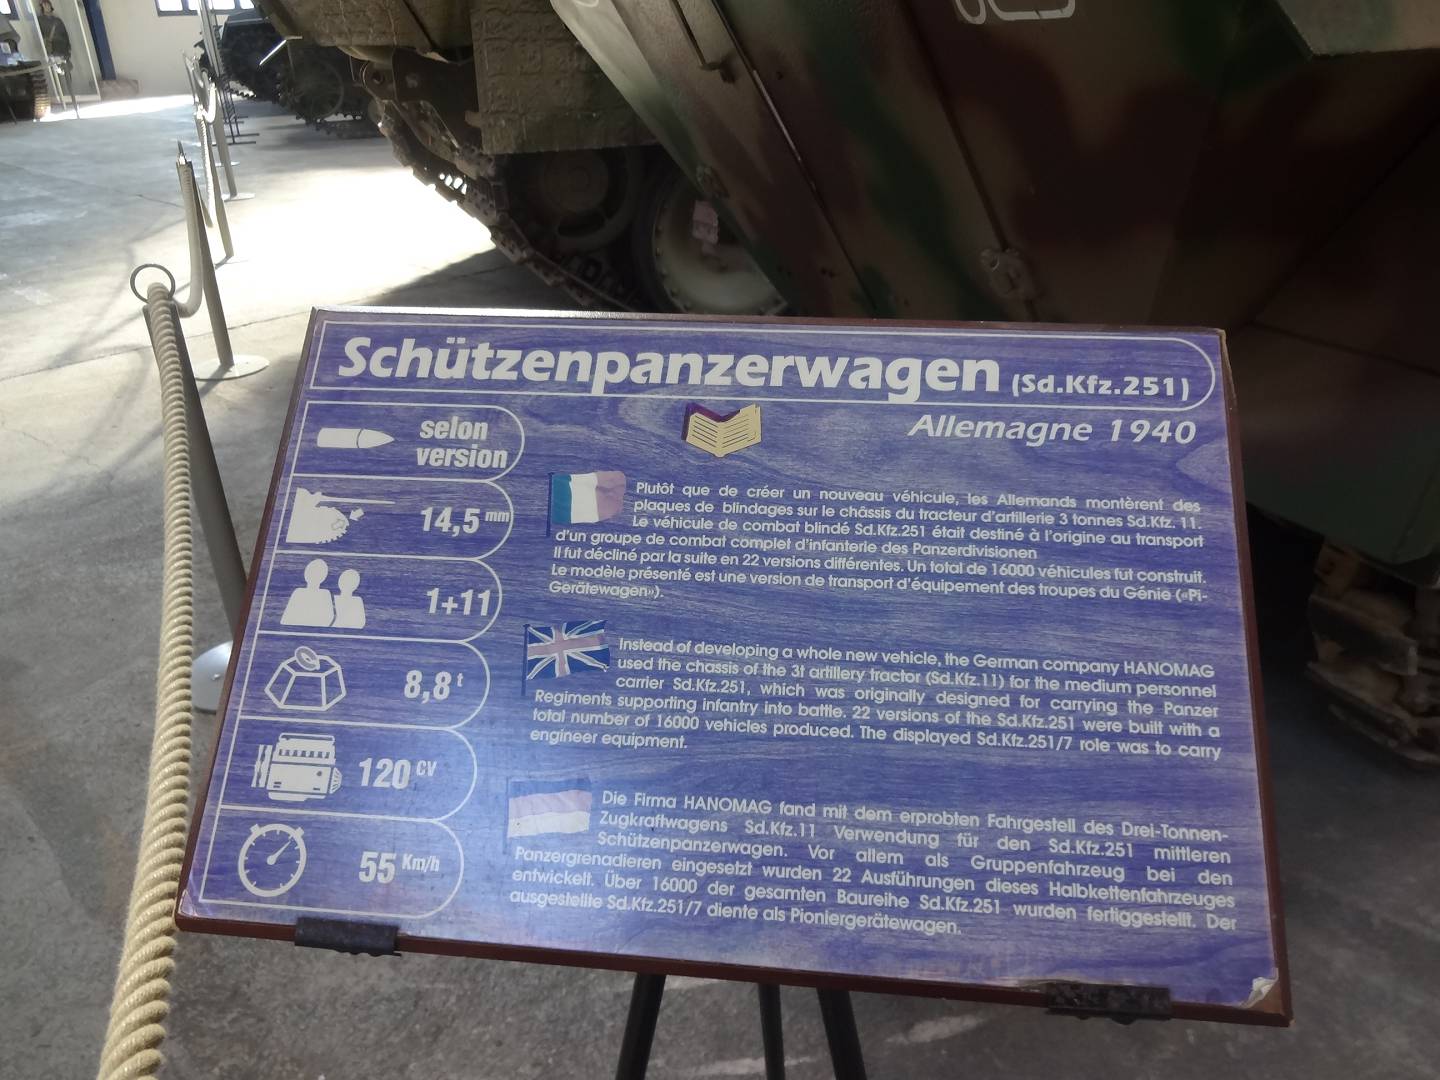 Schützenpanzerwagen (Sd.Kfz.251)
Allemagne 1940
selon
version
14,5 mm
1+11
8,8 t
120 CV
55 Km/h
Plutôt que de créer un nouveau véhicule, les Allemands montèrent des
plaques de blindages sur le châssis du tracteur d'artillerie 3 tonnes Sd.Kfz. 11.
Le véhicule de combat blindé Sd.Kfz.251 était destiné à l'origine au transport
d'un groupe de combat complet d'infanterie des Panzerdivisionen
Il fut décliné par la suite en 22 versions différentes. Un total de 16000 véhicules fut construit.
Le modèle présenté est une version de transport d'équipement des troupes du Génie («Pi-
Gerätewagen»).
Instead of developing a whole new vehicle, the German company HANOMAG
used the chassis of the 3t artillery tractor (Sd.Kfz.11) for the medium personnel
carrier Sd.Kfz.251, which was originally designed for carrying the Panzer
Regiments supporting infantry into battle. 22 versions of the Sd.Kfz.251 were built with a
total number of 16000 vehicles produced. The displayed Sd.Kfz.251/7 role was to carry
engineer equipment.
Die Firma HANOMAG fand mit dem erprobten Fahrgestell des Drei-Tonnen-
Zugkraftwagens Sd.Kfz.11 Verwendung für den Sd.Kfz.251 mittleren
Schützenpanzerwagen. Vor allem als Gruppenfahrzeug bei den
Panzergrenadieren eingesetzt wurden 22 Ausführungen dieses Halbkettenfahrzeuges
entwickelt. Über 16000 der gesamten Baureihe Sd.Kfz.251 wurden fertiggestellt. Der
ausgestellte Sd.Kfz.251/7 diente als Pioniergerätewagen.